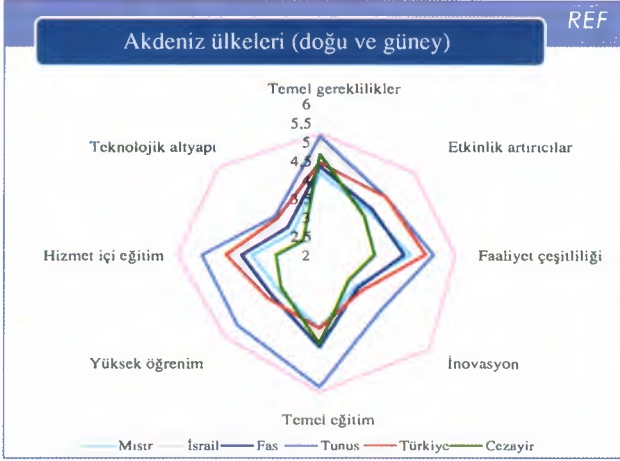 REF
Akdeniz ülkeleri (doğu ve güney)
Temel gereklilikler
6
5.5
5
4.5
Teknolojik altyapı
Etkinlik artırıcılar
3
2.5
2
Hizmet içi eğitim
Faaliyet çeşitliliği
Yüksek öğrenim
İnovasyon
Temel eğitim
Mısır İsrail Fas Tunus Türkiye Cezayir